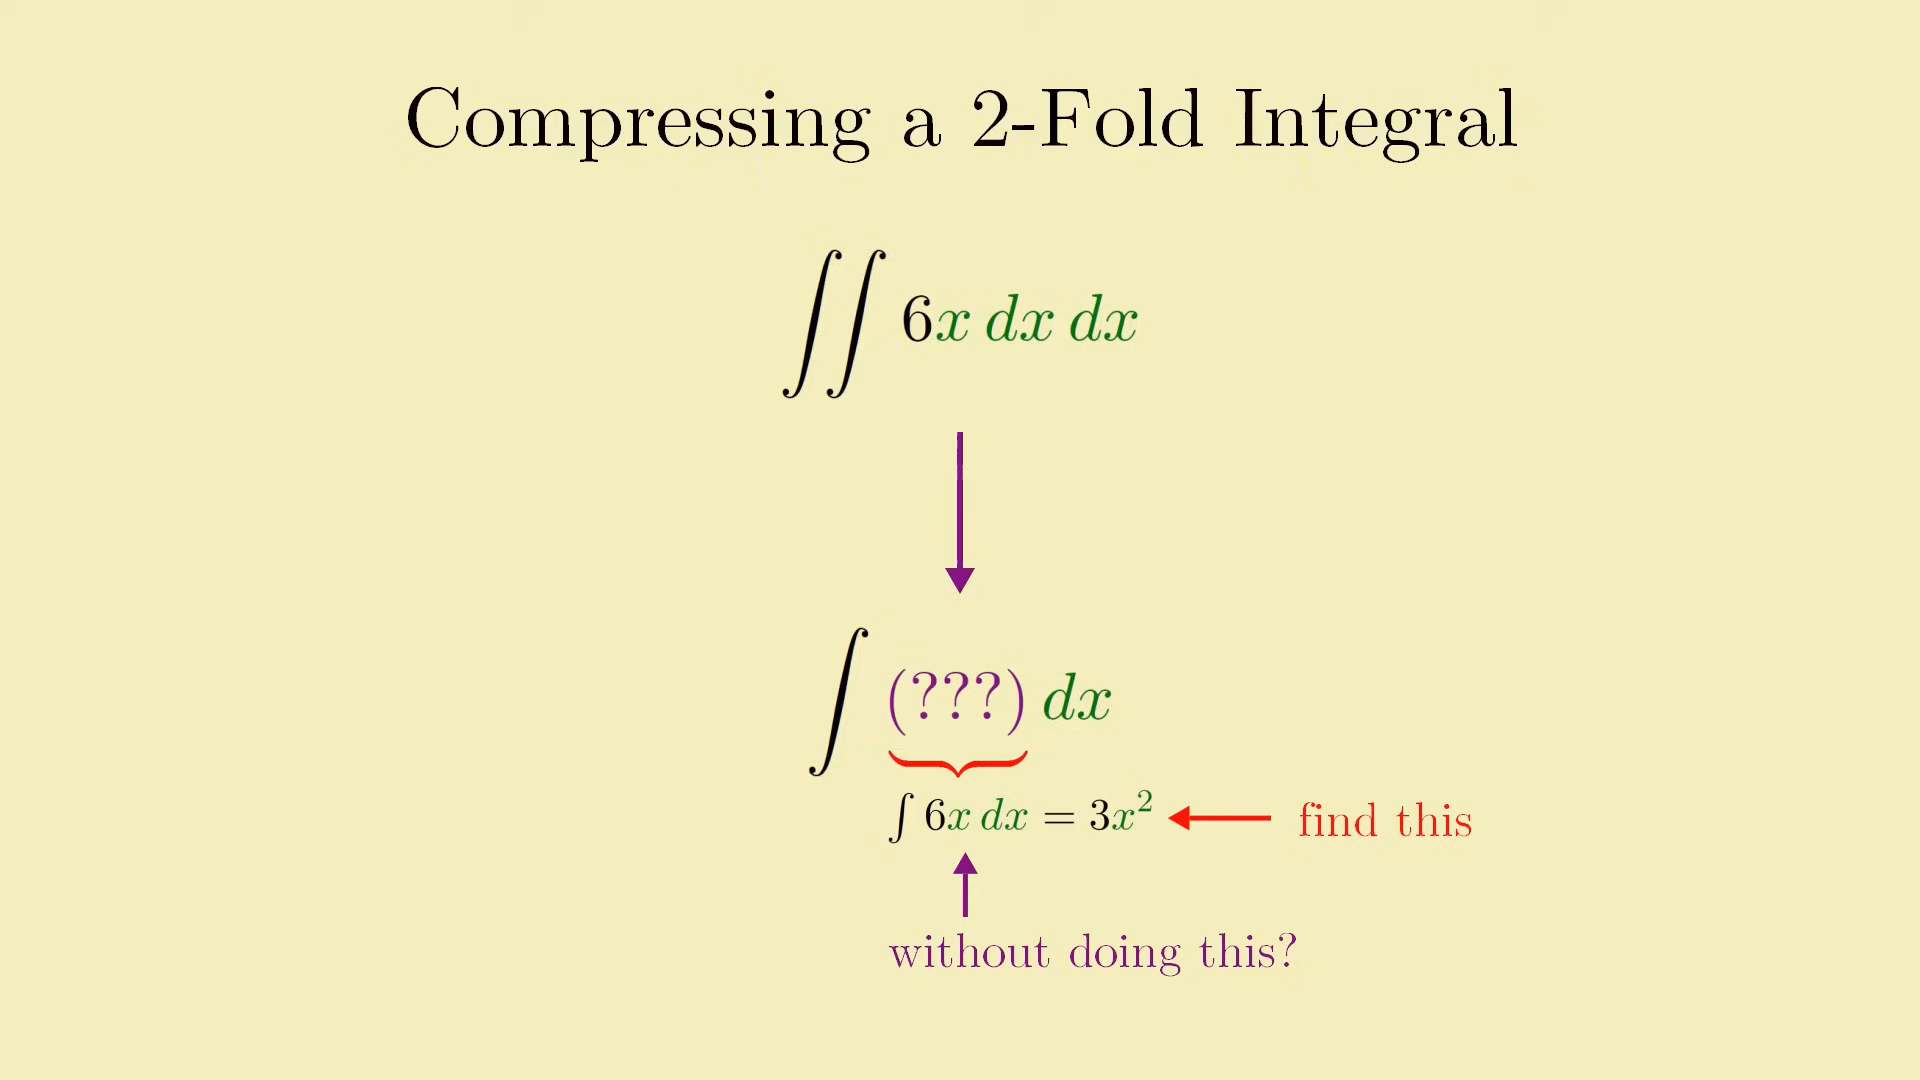 Compressing a 2-Fold Integral
∫∫ 6x dx dx
∫ (???) dx
∫ 6x dx = 3x² find this
without doing this?